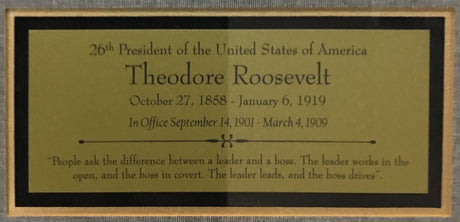 26th President of the United States of America
Theodore Roosevelt
October 27, 1858 - January 6, 1919
In Office September 14, 1901 - March 4, 1909
"People ask the difference between a leader and a boss. The leader works in the
open, and the boss in covert. The leader leads, and the boss drives".